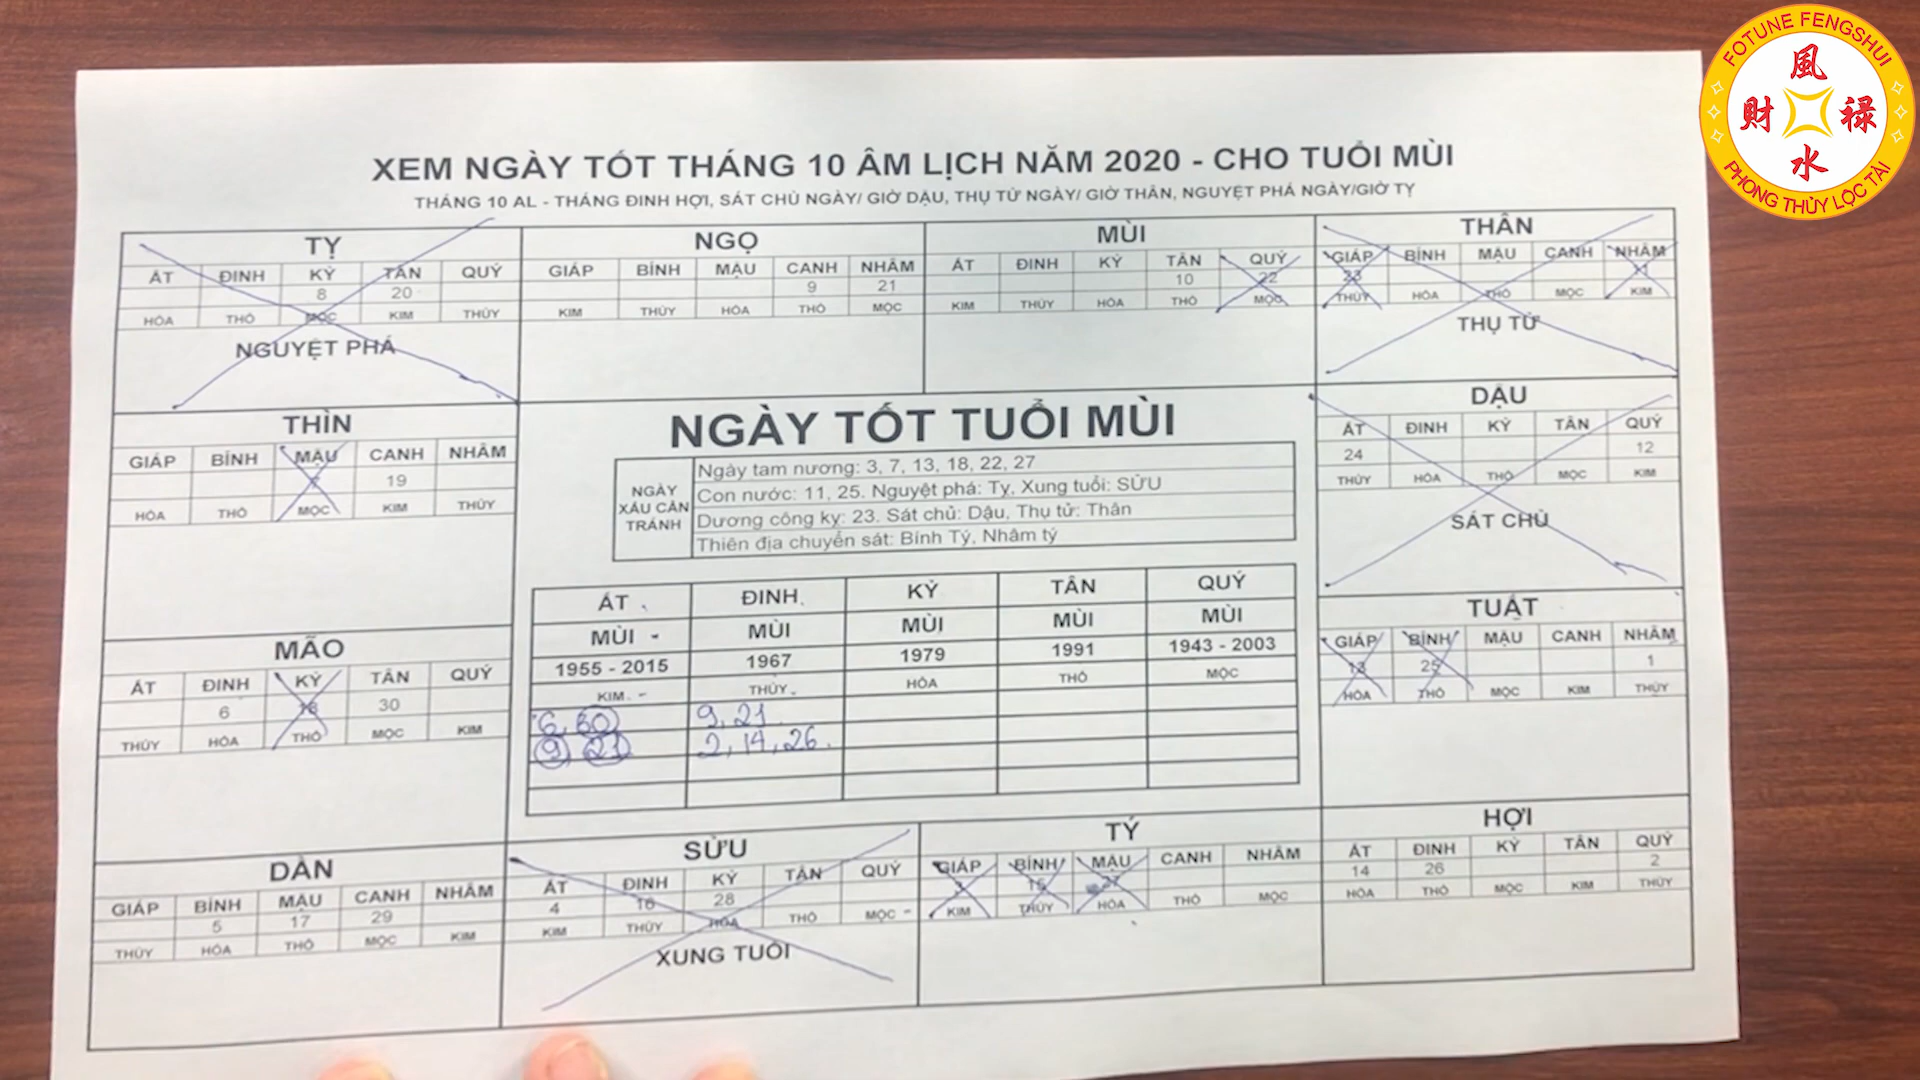 FOTUNE FENGSHUI
風
財 禄
水
PHONG THỦY LỘC TÀI
XEM NGÀY TỐT THÁNG 10 ÂM LỊCH NĂM 2020 - CHO TUỔI MÙI
THÁNG 10 AL - THÁNG ĐINH HỢI, SÁT CHỦ NGÀY/ GIỜ DẬU, THỤ TỬ NGÀY/ GIỜ THÂN, NGUYỆT PHÁ NGÀY/GIỜ TỴ
TỴ
ẤT ĐINH KỶ TÂN QUÝ
8 20
HỎA THỔ MỘC KIM THỦY
NGUYỆT PHÁ
NGỌ
GIÁP BÍNH MẬU CANH NHÂM
9 21
KIM THỦY HỎA THỔ MỘC
MÙI
ẤT ĐINH KỶ TÂN QUÝ
10 22
KIM THỦY HỎA THỔ MỘC
THÂN
GIÁP BÍNH MẬU CANH NHÂM
23 11
THỦY HỎA THỔ MỘC KIM
THỤ TỬ
THÌN
GIÁP BÍNH MẬU CANH NHÂM
7 19
HỎA THỔ MỘC KIM THỦY
NGÀY TỐT TUỔI MÙI
NGÀY
XẤU CẦN
TRÁNH
Ngày tam nương: 3, 7, 13, 18, 22, 27
Con nước: 11, 25. Nguyệt phá: Tỵ, Xung tuổi: SỬU
Dương công kỵ: 23. Sát chủ: Dậu, Thụ tử: Thân
Thiên địa chuyển sát: Bính Tý, Nhâm tý
DẬU
ẤT ĐINH KỶ TÂN QUÝ
24 12
THỦY HỎA THỔ MỘC KIM
SÁT CHỦ
ẤT ĐINH KỶ TÂN QUÝ
MÙI MÙI MÙI MÙI MÙI
1955 - 2015 1967 1979 1991 1943 - 2003
KIM THỦY HỎA THỔ MỘC
6, 30 9, 21
9, 21 2, 14, 26.
MÃO
ẤT ĐINH KỶ TÂN QUÝ
6 18 30
THỦY HỎA THỔ MỘC KIM
TUẤT
GIÁP BÍNH MẬU CANH NHÂM
13 25 1
HỎA THỔ MỘC KIM THỦY
DẦN
GIÁP BÍNH MẬU CANH NHÂM
5 17 29
THỦY HỎA THỔ MỘC KIM
SỬU
ẤT ĐINH KỶ TÂN QUÝ
4 16 28
KIM THỦY HỎA THỔ MỘC
XUNG TUỔI
TÝ
GIÁP BÍNH MẬU CANH NHÂM
3 15 27
KIM THỦY HỎA THỔ MỘC
HỢI
ẤT ĐINH KỶ TÂN QUÝ
14 26 2
HỎA THỔ MỘC KIM THỦY